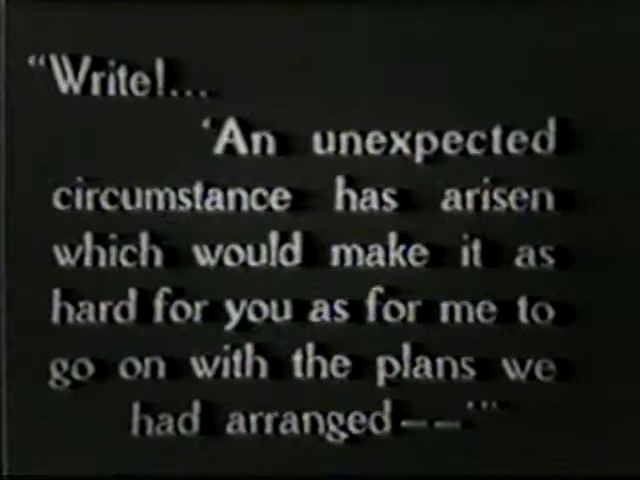 “Write!...
‘An unexpected
circumstance has arisen
which would make it as
hard for you as for me to
go on with the plans we
had arranged——’”